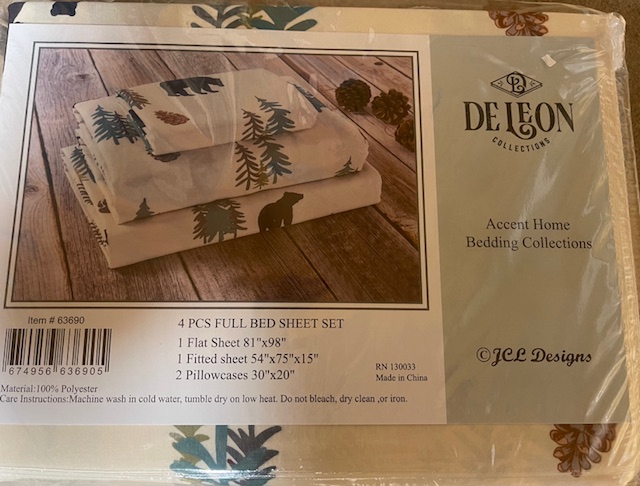 DE LEON
COLLECTIONS
Accent Home
Bedding Collections
©JCL Designs
Item # 63690
674956 636905
4 PCS FULL BED SHEET SET
1 Flat Sheet 81"x98"
1 Fitted sheet 54"x75"x15"
2 Pillowcases 30"x20"
RN 130033
Made in China
Material:100% Polyester
Care Instructions:Machine wash in cold water, tumble dry on low heat. Do not bleach, dry clean ,or iron.